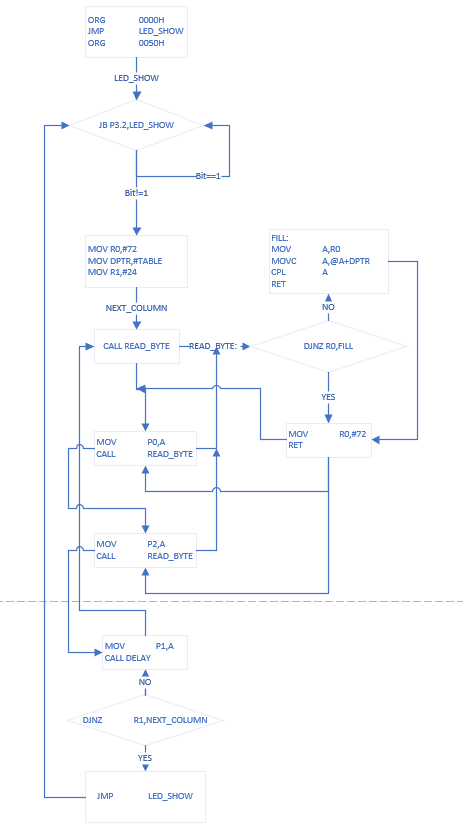 ORG 0000H
JMP LED_SHOW
ORG 0050H
LED_SHOW
JB P3.2,LED_SHOW
Bit==1
Bit!=1
MOV R0,#72
MOV DPTR,#TABLE
MOV R1,#24
FILL:
MOV A,R0
MOVC A,@A+DPTR
CPL A
RET
NEXT_COLUMN
NO
CALL READ_BYTE
READ_BYTE:
DJNZ R0,FILL
YES
MOV R0,#72
RET
MOV P0,A
CALL READ_BYTE
MOV P2,A
CALL READ_BYTE
MOV P1,A
CALL DELAY
NO
DJNZ R1,NEXT_COLUMN
YES
JMP LED_SHOW